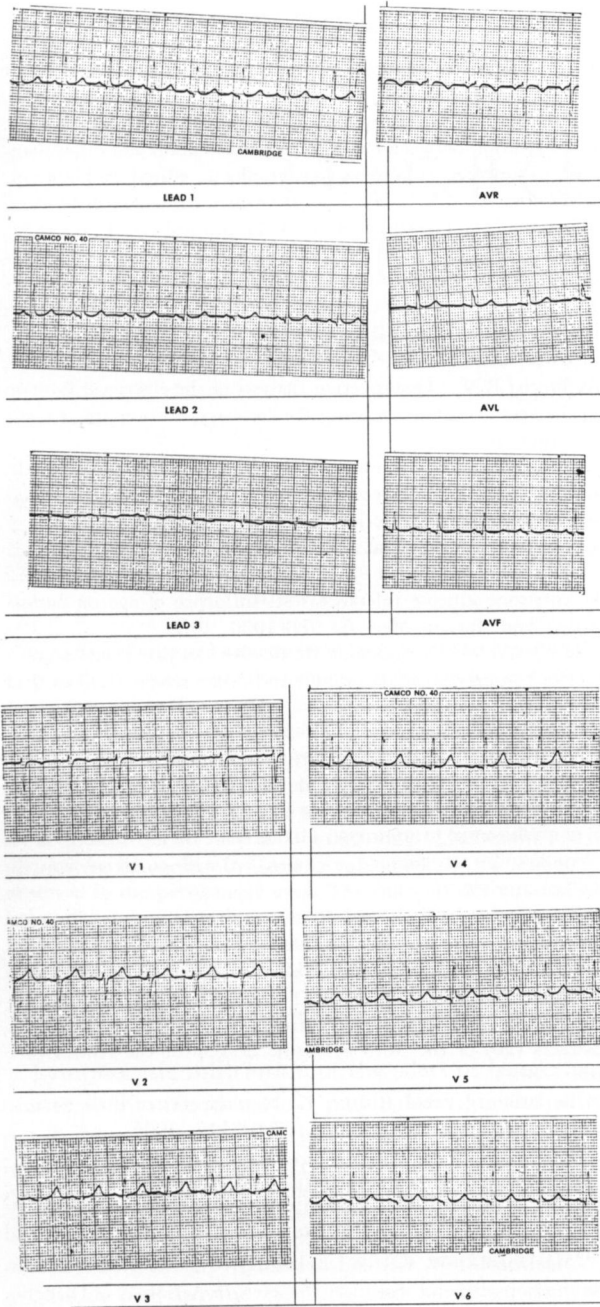 CAMBRIDGE
LEAD 1
AVR
CAMCO NO. 40
LEAD 2
AVL
LEAD 3
AVF
CAMCO NO. 40
V 1
V 4
AMCO NO. 40
AMBRIDGE
V 2
V 5
CAMC
CAMBRIDGE
V 3
V 6